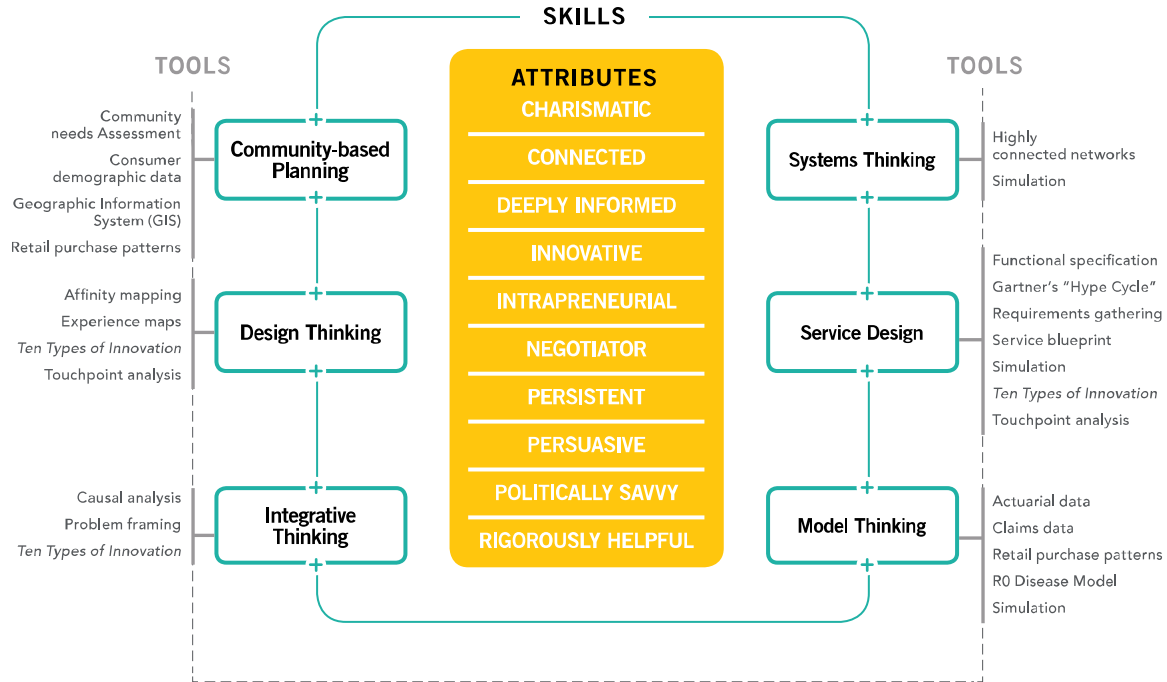 SKILLS
TOOLS
Community
needs Assessment
Consumer
demographic data
Geographic Information
System (GIS)
Retail purchase patterns
Community-based
Planning
Affinity mapping
Experience maps
Ten Types of Innovation
Touchpoint analysis
Design Thinking
Causal analysis
Problem framing
Ten Types of Innovation
Integrative
Thinking
ATTRIBUTES
CHARISMATIC
CONNECTED
DEEPLY INFORMED
INNOVATIVE
INTRAPRENEURIAL
NEGOTIATOR
PERSISTENT
PERSUASIVE
POLITICALLY SAVVY
RIGOROUSLY HELPFUL
TOOLS
Systems Thinking
Highly
connected networks
Simulation
Service Design
Functional specification
Gartner’s “Hype Cycle”
Requirements gathering
Service blueprint
Simulation
Ten Types of Innovation
Touchpoint analysis
Model Thinking
Actuarial data
Claims data
Retail purchase patterns
R0 Disease Model
Simulation